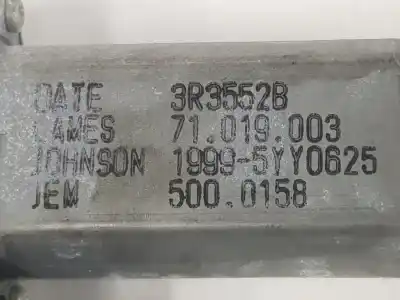 DATE 3R3552B
LAMES 71.019.003
JOHNSON 1999-5YY0625
JEM 500.0158